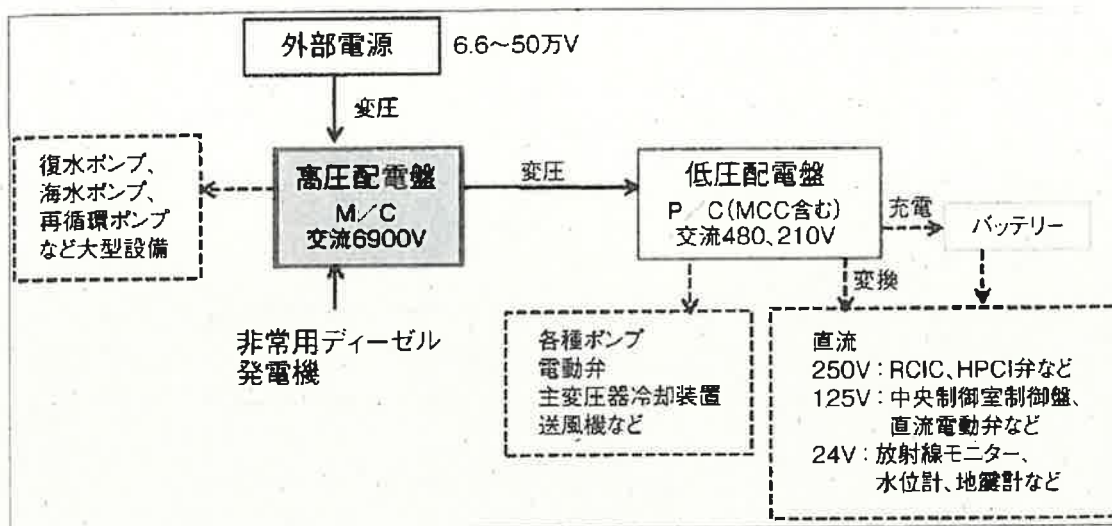 外部電源
6.6～50万V
変圧
復水ポンプ、
海水ポンプ、
再循環ポンプ
など大型設備
高圧配電盤
M／C
交流6900V
変圧
低圧配電盤
P／C(MCC含む)
交流480、210V
充電
バッテリー
変換
非常用ディーゼル
発電機
各種ポンプ
電動弁
主変圧器冷却装置
送風機など
直流
250V：RCIC、HPCI弁など
125V：中央制御室制御盤、
直流電動弁など
24V：放射線モニター、
水位計、地震計など